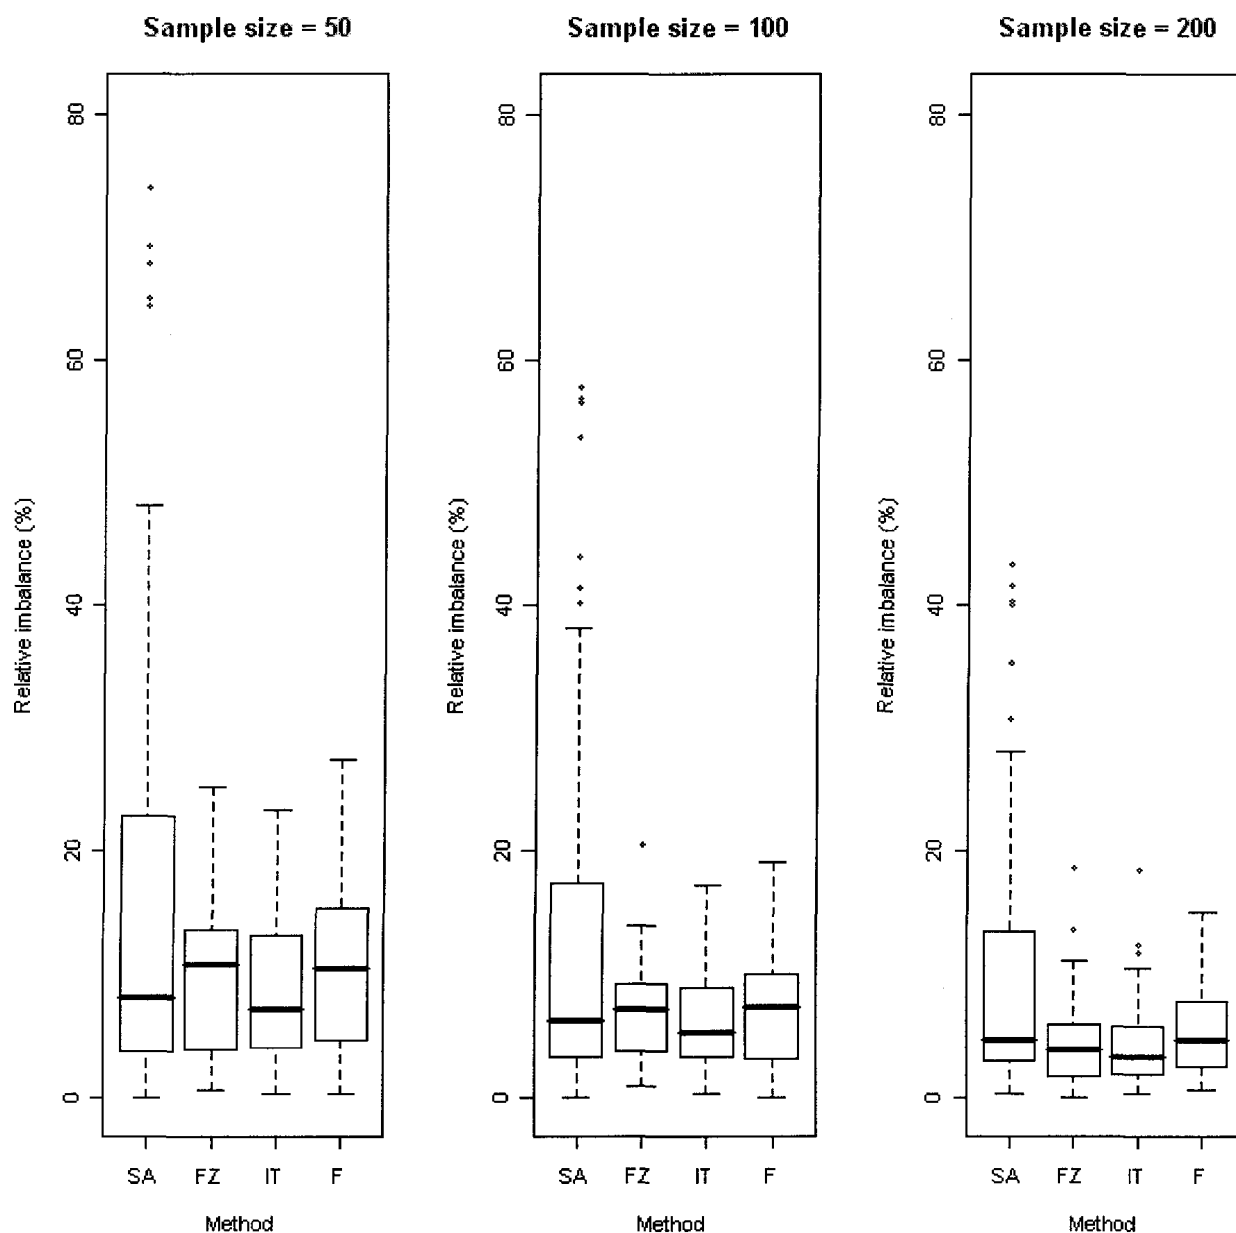 Sample size = 50
Relative imbalance (%)
80
60
40
20
0
SA FZ IT F
Method
Sample size = 100
Relative imbalance (%)
80
60
40
20
0
SA FZ IT F
Method
Sample size = 200
Relative imbalance (%)
80
60
40
20
0
SA FZ IT F
Method